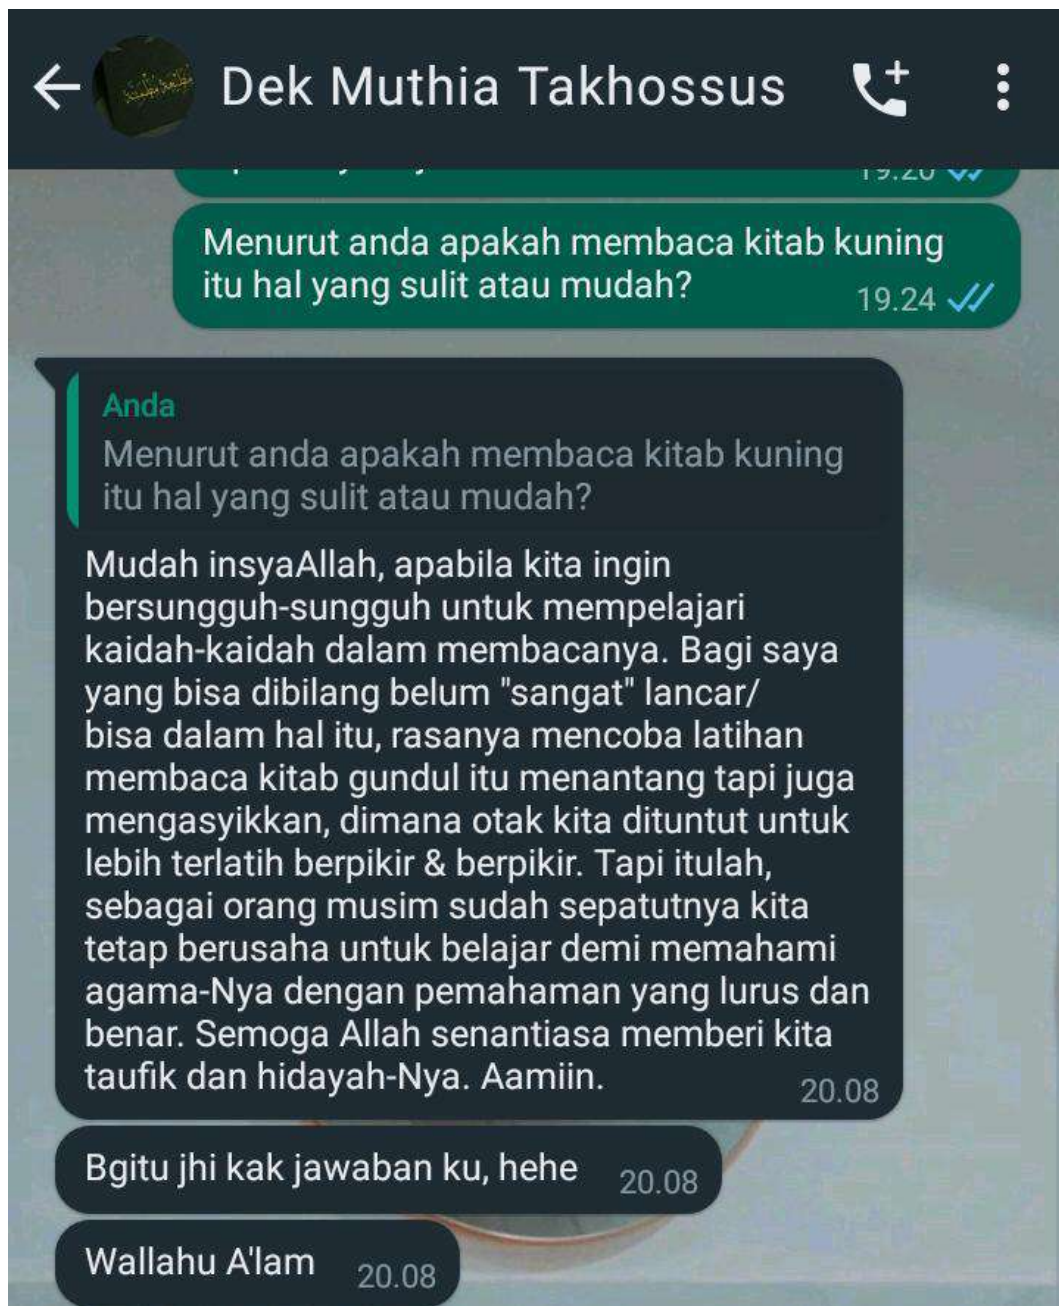 Dek Muthia Takhossus
19.20
Menurut anda apakah membaca kitab kuning
itu hal yang sulit atau mudah?
19.24
Anda
Menurut anda apakah membaca kitab kuning
itu hal yang sulit atau mudah?
Mudah insyaAllah, apabila kita ingin
bersungguh-sungguh untuk mempelajari
kaidah-kaidah dalam membacanya. Bagi saya
yang bisa dibilang belum "sangat" lancar/
bisa dalam hal itu, rasanya mencoba latihan
membaca kitab gundul itu menantang tapi juga
mengasyikkan, dimana otak kita dituntut untuk
lebih terlatih berpikir & berpikir. Tapi itulah,
sebagai orang musim sudah sepatutnya kita
tetap berusaha untuk belajar demi memahami
agama-Nya dengan pemahaman yang lurus dan
benar. Semoga Allah senantiasa memberi kita
taufik dan hidayah-Nya. Aamiin.
20.08
Bgitu jhi kak jawaban ku, hehe 20.08
Wallahu A'lam 20.08